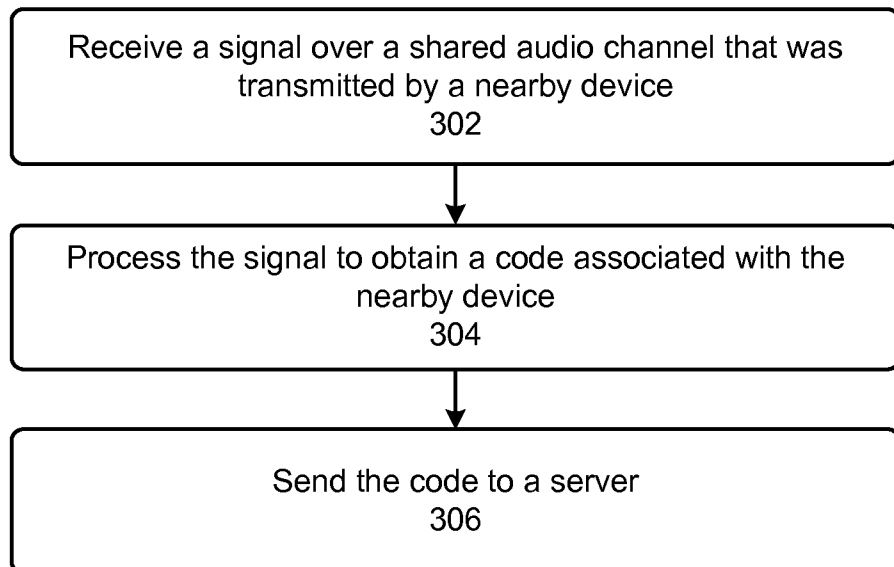 Receive a signal over a shared audio channel that was
transmitted by a nearby device
302
Process the signal to obtain a code associated with the
nearby device
304
Send the code to a server
306